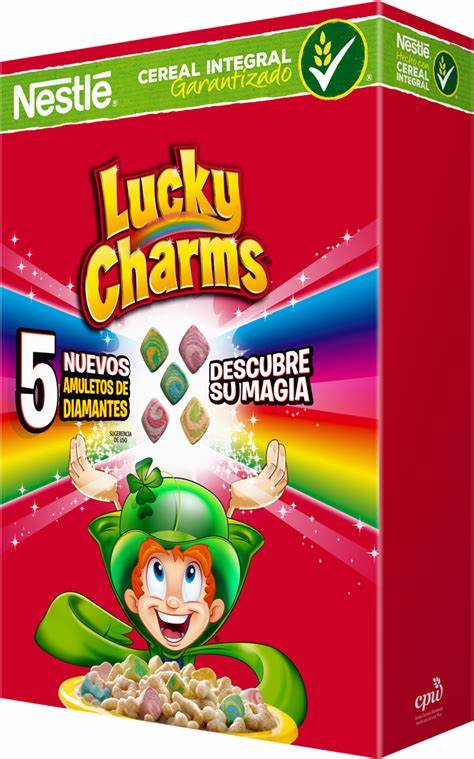 Nestlé®
CEREAL INTEGRAL
Garantizado
®
Lucky
Charms®
5
NUEVOS
AMULETOS DE
DIAMANTES
SUGERENCIA
DE USO
DESCUBRE
SU MAGIA
Nestlé
Hecho con
CEREAL
INTEGRAL
cpw